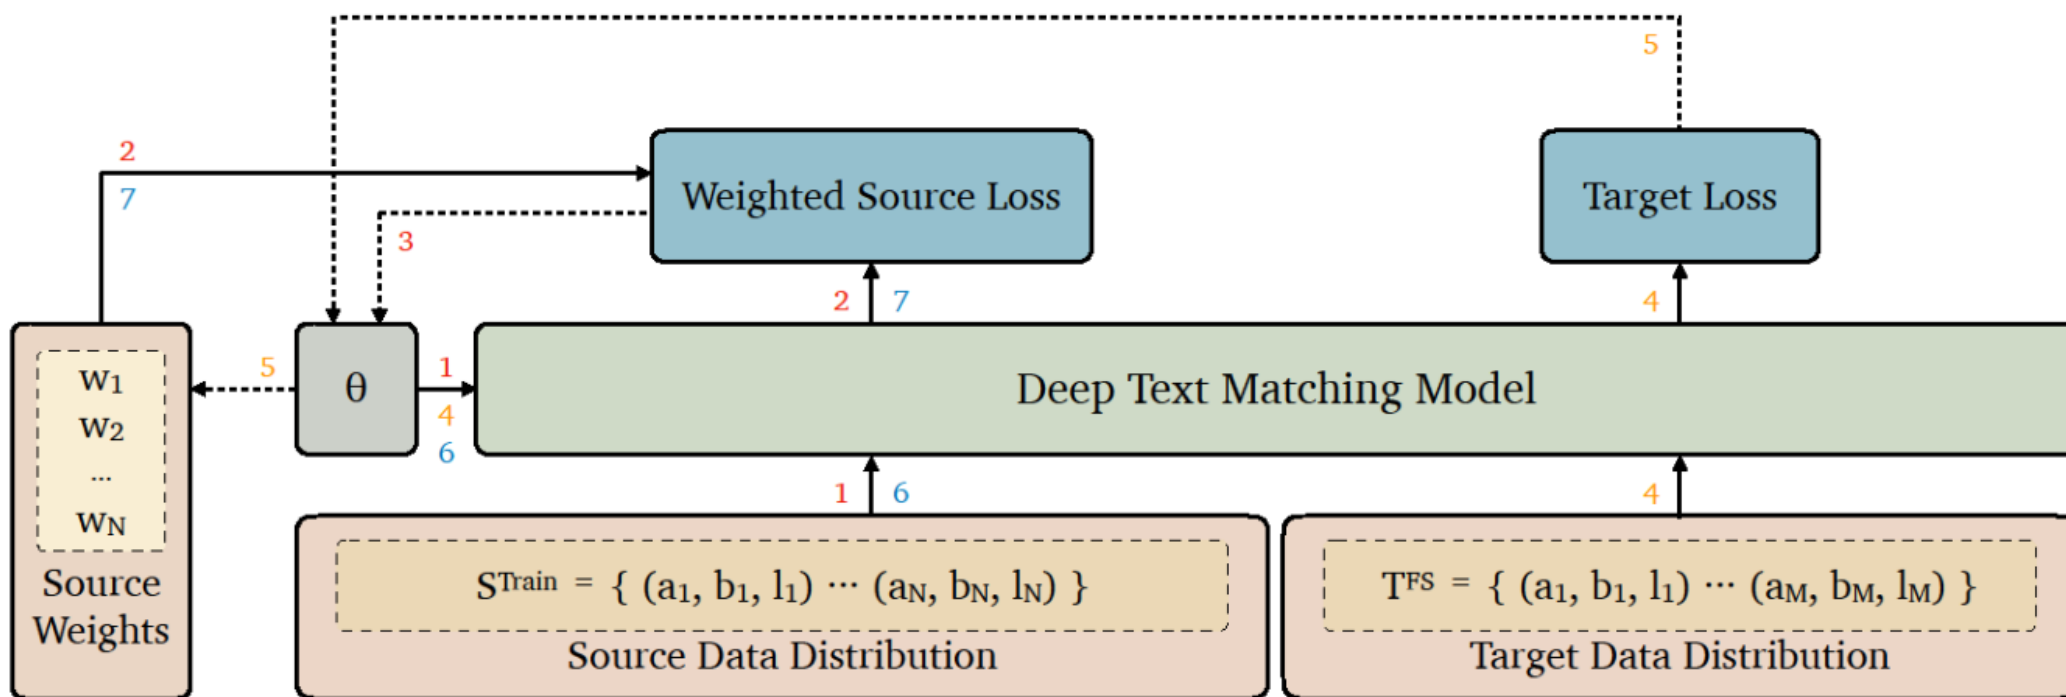 5
2
7
Weighted Source Loss
Target Loss
3
2 7
4
w1
w2
...
wN
Source
Weights
5
θ
1
4
6
Deep Text Matching Model
1 6
4
S^Train = { (a1, b1, l1) ··· (aN, bN, lN) }
Source Data Distribution
T^FS = { (a1, b1, l1) ··· (aM, bM, lM) }
Target Data Distribution